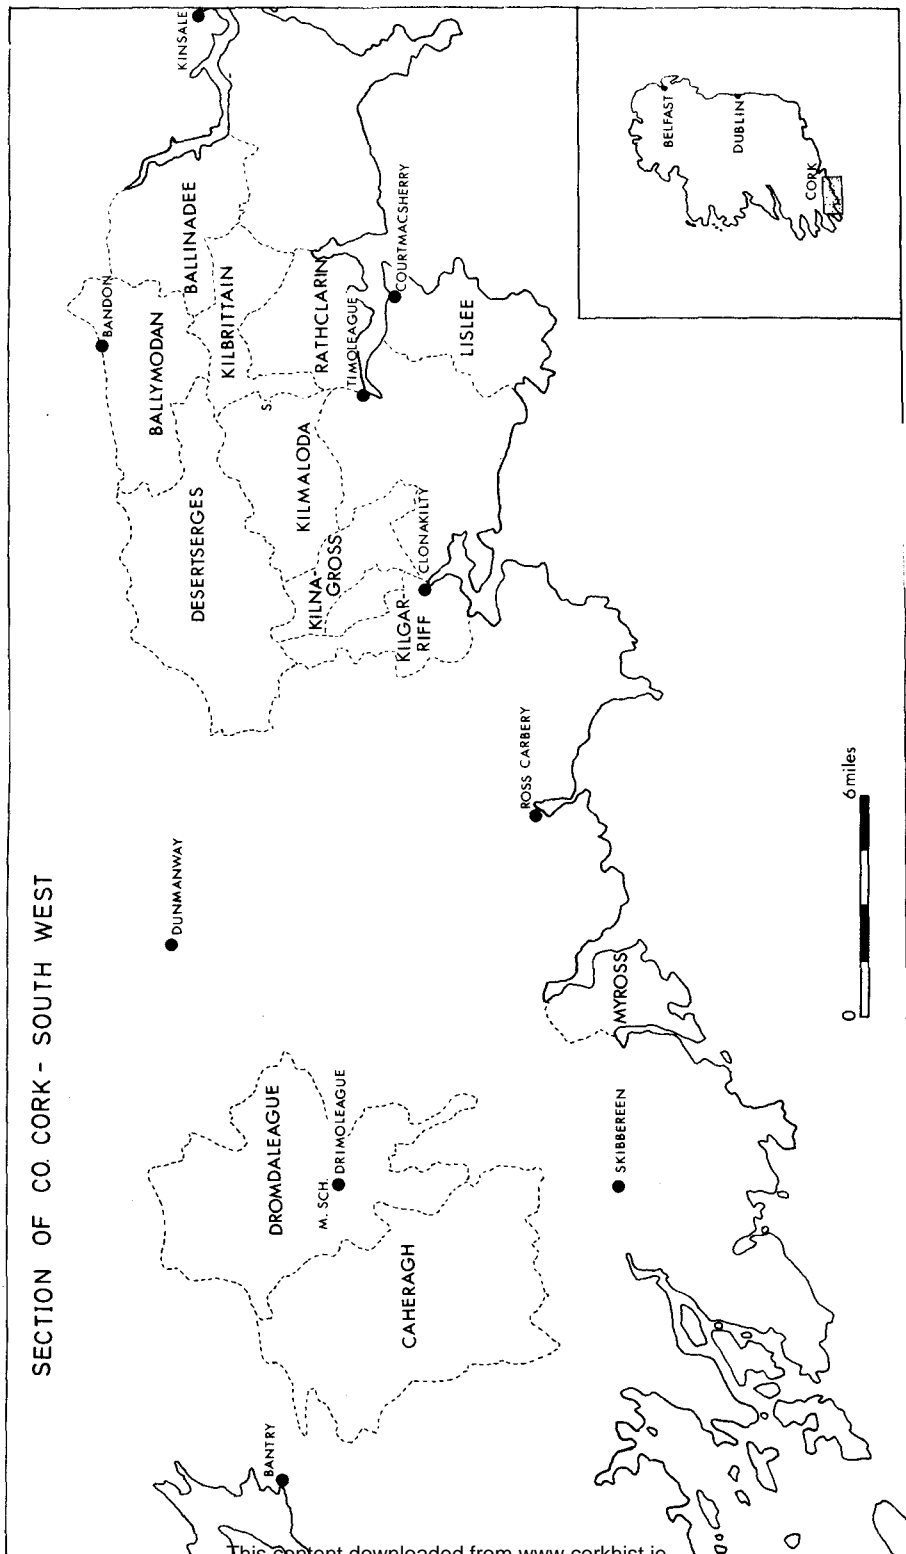 SECTION OF CO. CORK - SOUTH WEST
BANTRY
CAHERAGH
DROMDALEAGUE
M. SCH.
DRIMOLEAGUE
SKIBBEREEN
MYROSS
DUNMANWAY
ROSS CARBERY
DESERTSERGES
KILNA-
GROSS
KILGAR-
RIFF
CLONAKILTY
KILMALODA
BALLYMODAN
BANDON
S.
KILBRITTAIN
BALLINADEE
RATHCLARIN
TIMOLEAGUE
COURTMACSHERRY
LISLEE
KINSALE
0
6 miles
BELFAST
DUBLIN
CORK
This content downloaded from www.corkhist.ie